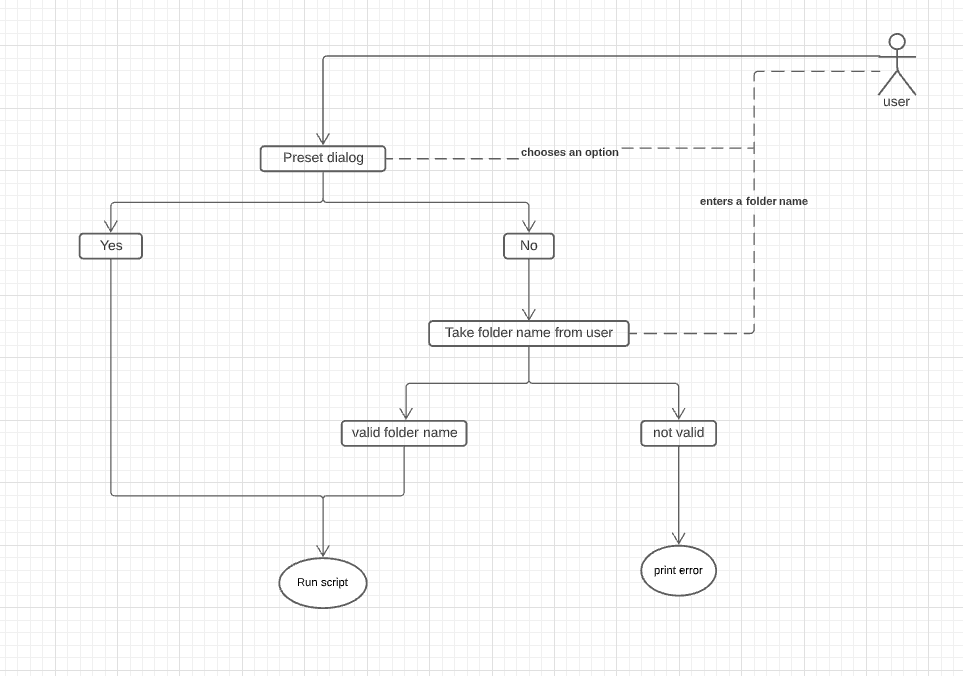 user
Preset dialog
chooses an option
enters a folder name
Yes
No
Take folder name from user
valid folder name
not valid
Run script
print error